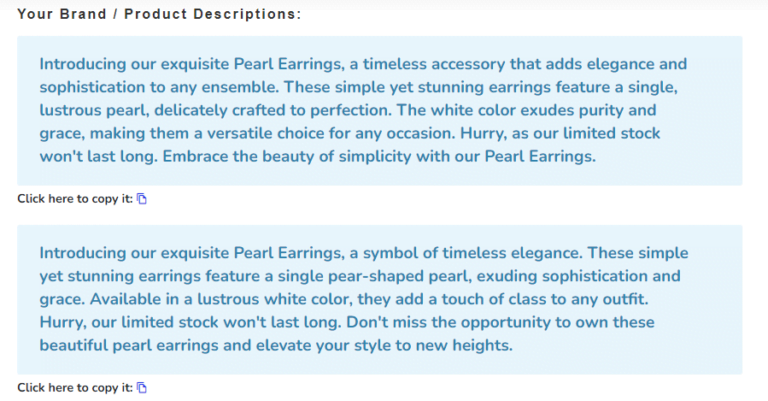 Your Brand / Product Descriptions:
Introducing our exquisite Pearl Earrings, a timeless accessory that adds elegance and
sophistication to any ensemble. These simple yet stunning earrings feature a single,
lustrous pearl, delicately crafted to perfection. The white color exudes purity and
grace, making them a versatile choice for any occasion. Hurry, as our limited stock
won't last long. Embrace the beauty of simplicity with our Pearl Earrings.
Click here to copy it:
Introducing our exquisite Pearl Earrings, a symbol of timeless elegance. These simple
yet stunning earrings feature a single pear-shaped pearl, exuding sophistication and
grace. Available in a lustrous white color, they add a touch of class to any outfit.
Hurry, our limited stock won't last long. Don't miss the opportunity to own these
beautiful pearl earrings and elevate your style to new heights.
Click here to copy it: